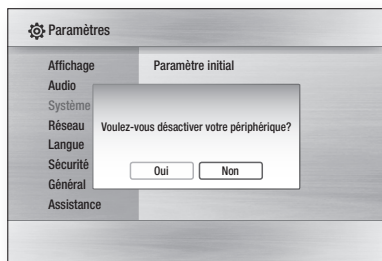 Paramètres
Affichage
Paramètre initial
Audio
Système
Réseau
Langue
Sécurité
Général
Assistance
Voulez-vous désactiver votre périphérique?
Oui
Non